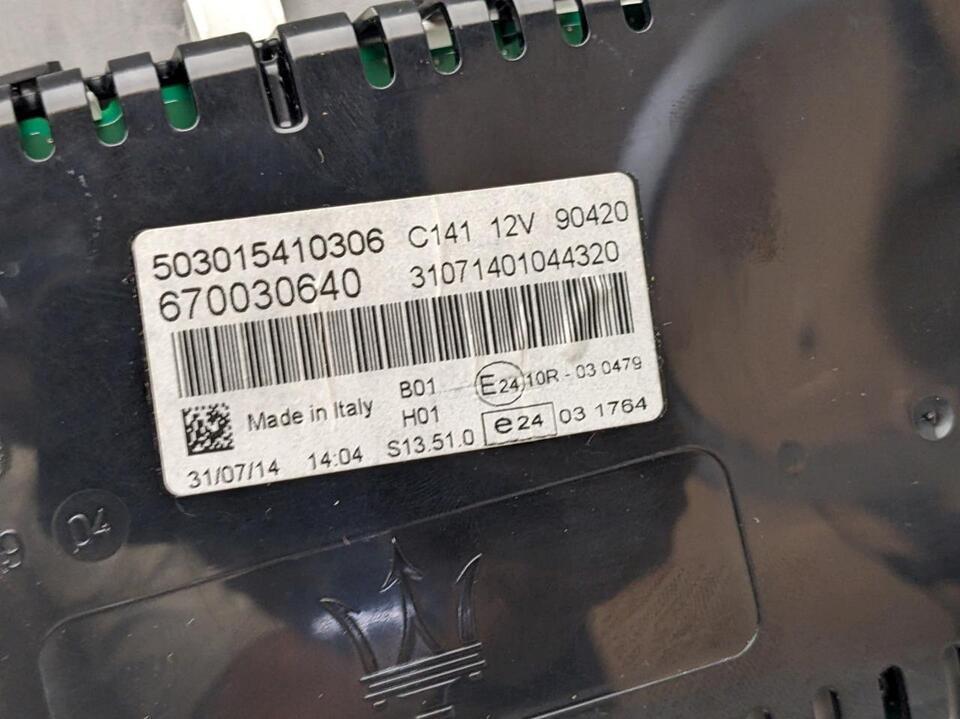 503015410306 C141 12V 90420
670030640 31071401044320
B01 E24 10R - 03 0479
Made in Italy H01 e24 03 1764
31/07/14 14:04 S13.51.0
04